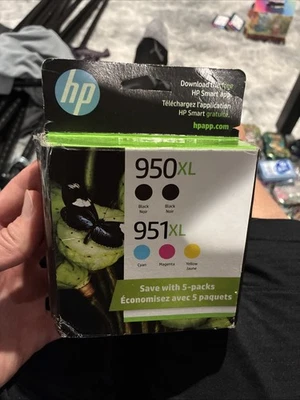 hp
Download the free
HP Smart App
Téléchargez l'application
HP Smart gratuite
hpapp.com
950XL
Black
Noir
Black
Noir
951XL
Cyan
Magenta
Yellow
Jaune
Save with 5-packs
Économisez avec 5 paquets